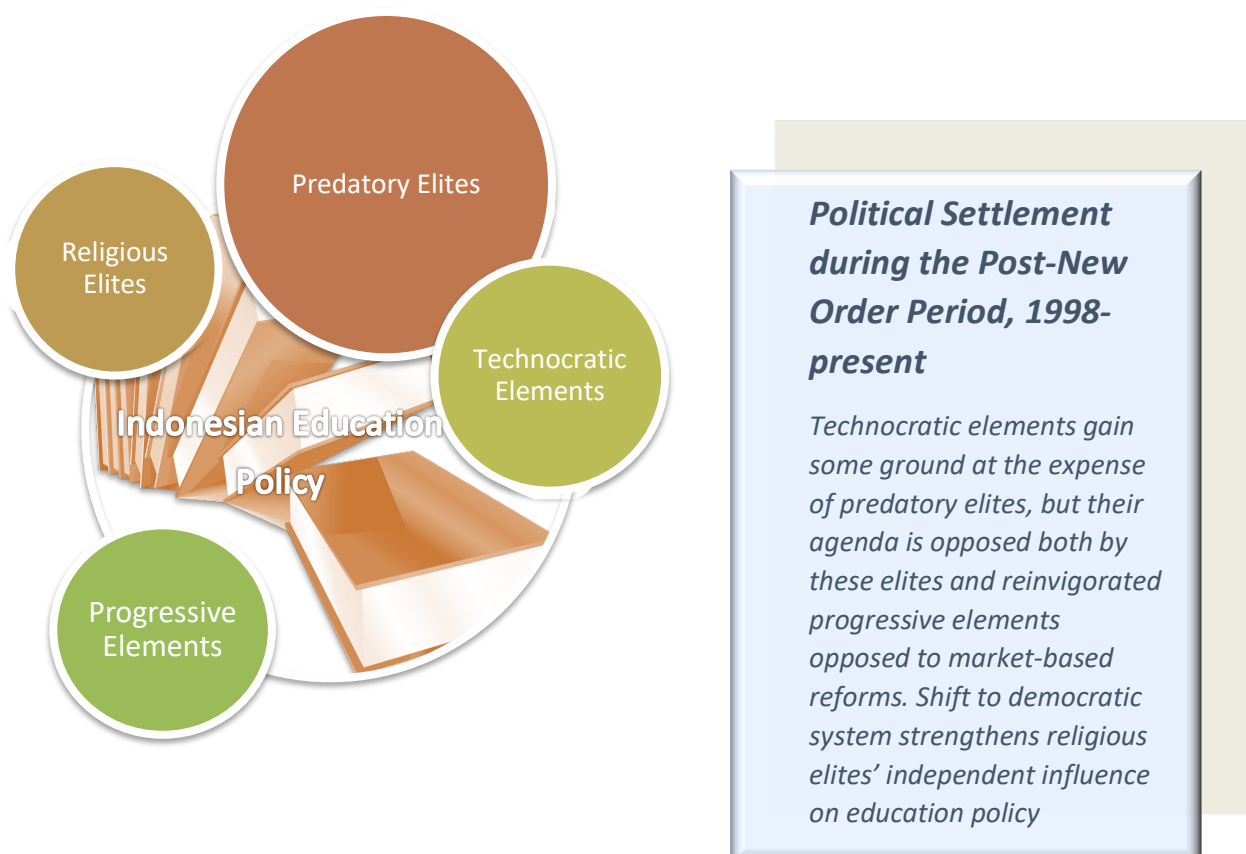 Predatory Elites
Religious
Elites
Technocratic
Elements
Indonesian Education
Policy
Progressive
Elements
Political Settlement
during the Post-New
Order Period, 1998-
present
Technocratic elements gain
some ground at the expense
of predatory elites, but their
agenda is opposed both by
these elites and reinvigorated
progressive elements
opposed to market-based
reforms. Shift to democratic
system strengthens religious
elites’ independent influence
on education policy